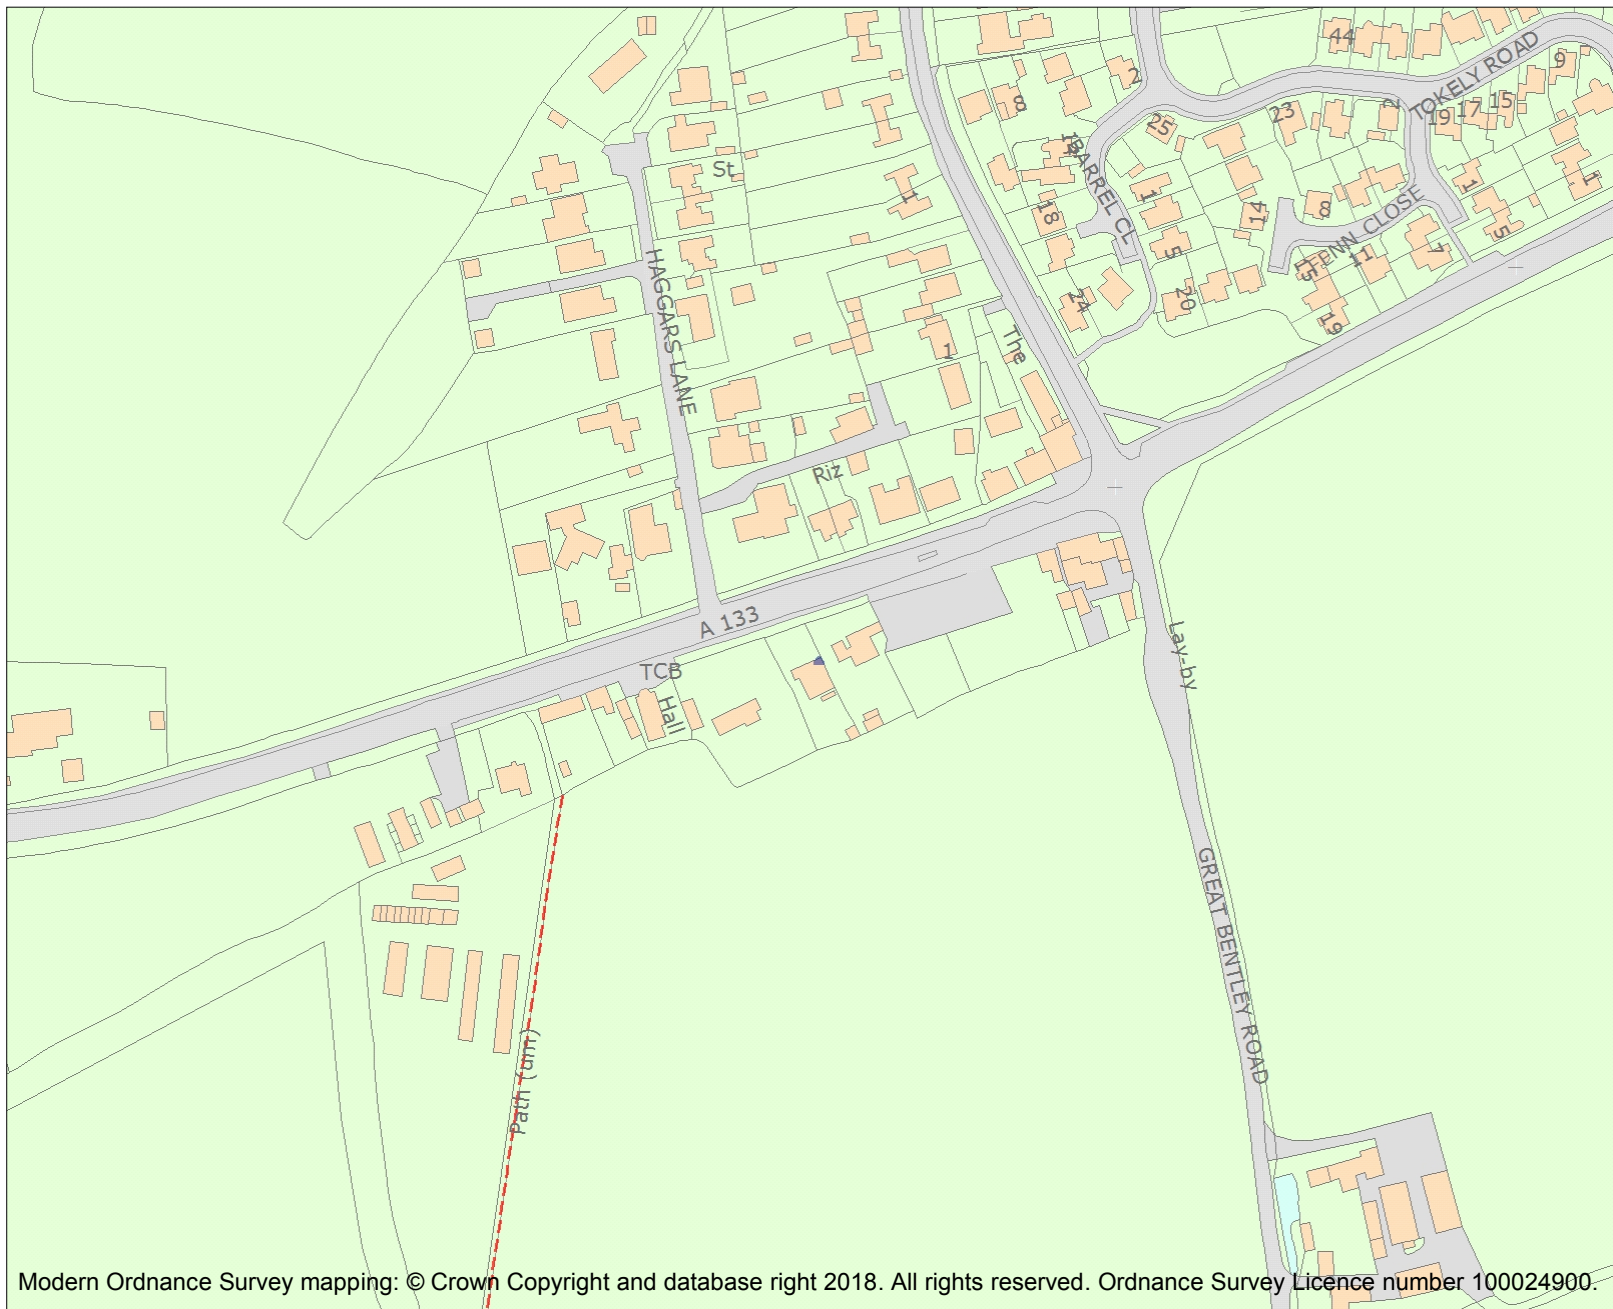 44
TOKELY ROAD
9
2
8
2
25
23
19
17
15
14
BARREL CL
St
1
1
1
1
18
14
8
FENN CLOSE
5
5
7
11
15
HAGGARS LANE
24
20
19
The
1
Riz
A 133
TCB
Hall
Lay-by
GREAT BENTLEY ROAD
Path (um)
Modern Ordnance Survey mapping: © Crown Copyright and database right 2018. All rights reserved. Ordnance Survey Licence number 100024900.